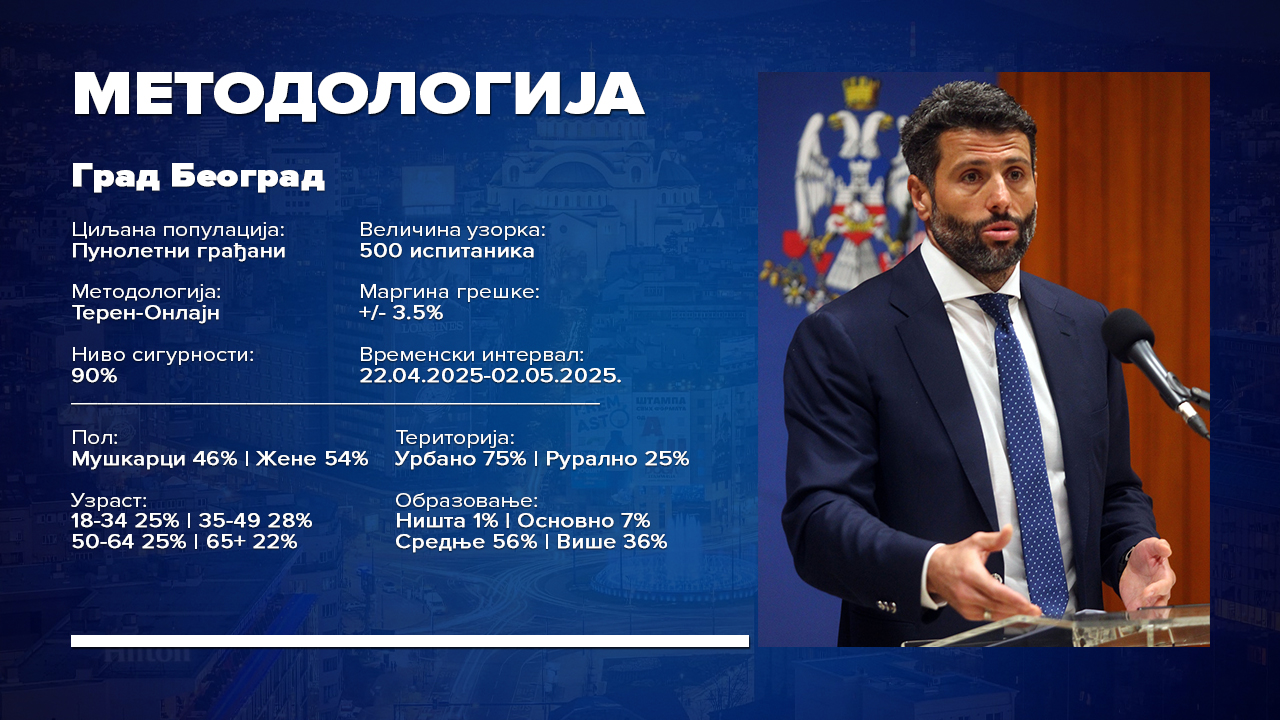 МЕТОДОЛОГИЈА
Град Београд
Циљана популација:
Пунолетни грађани
Величина узорка:
500 испитаника
Методологија:
Терен-Онлајн
Маргина грешке:
+/- 3.5%
Ниво сигурности:
90%
Временски интервал:
22.04.2025-02.05.2025.
Пол:
Мушкарци 46% | Жене 54%
Територија:
Урбано 75% | Рурално 25%
Узраст:
18-34 25% | 35-49 28%
50-64 25% | 65+ 22%
Образовање:
Ништа 1% | Основно 7%
Средње 56% | Више 36%
LONGINES
ШТАМПА
Hilton